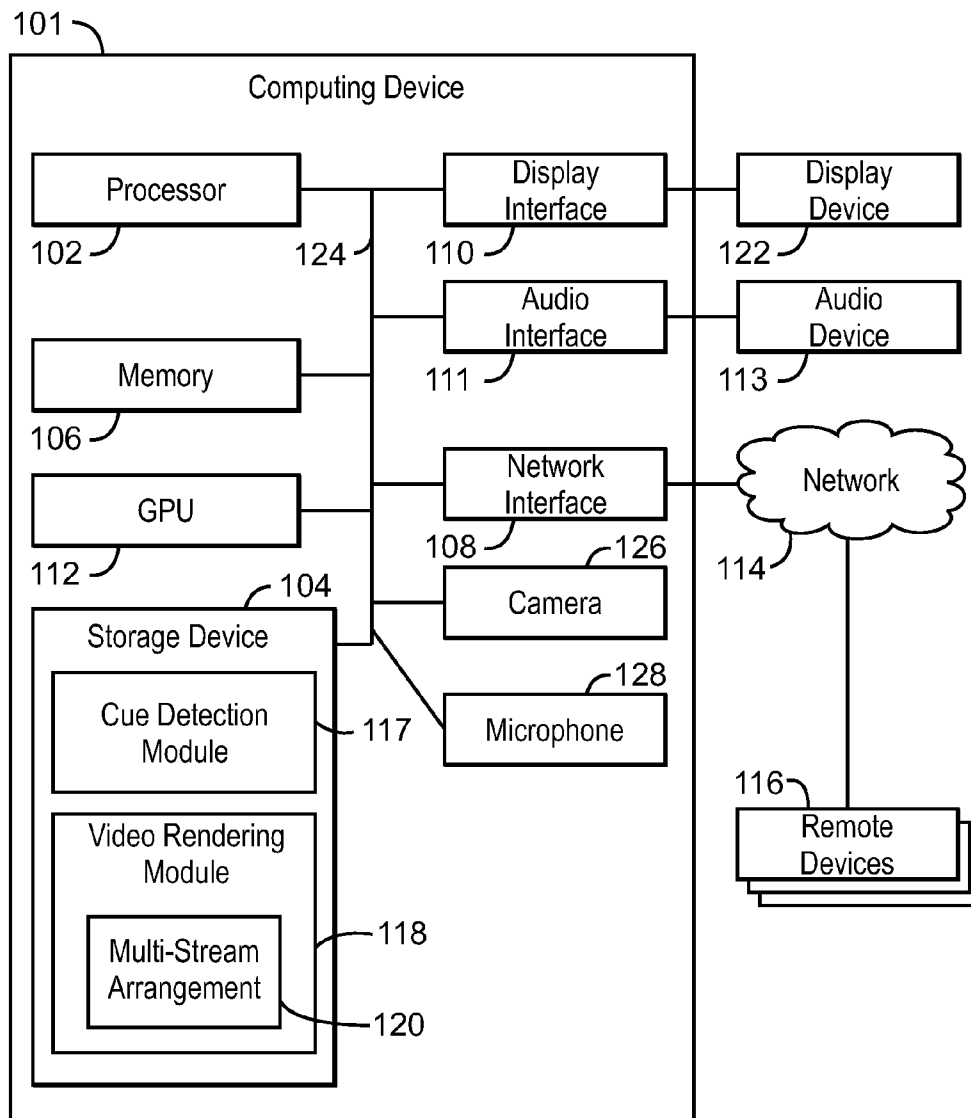 101
Computing Device
Processor
102
124
Display
Interface
110
Display
Device
122
Audio
Interface
111
Audio
Device
113
Memory
106
Network
Interface
108
Network
114
GPU
112
126
Camera
104
Storage Device
Cue Detection
Module
117
128
Microphone
116
Remote
Devices
Video Rendering
Module
118
Multi-Stream
Arrangement
120